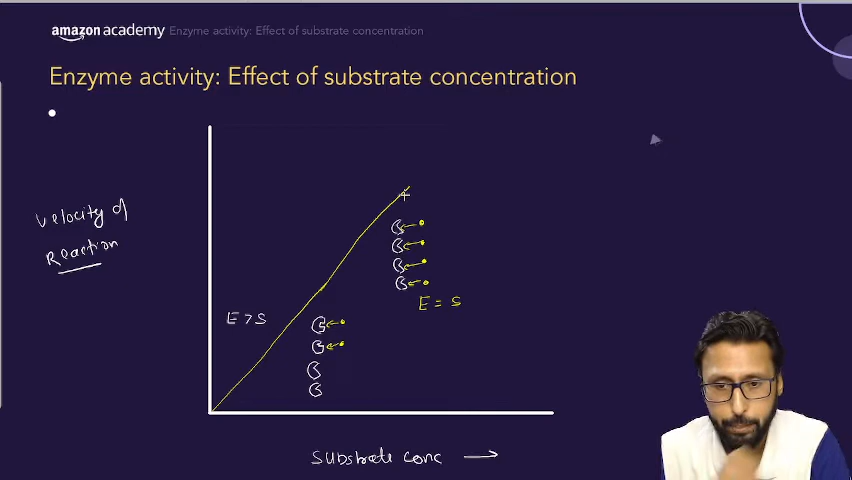 amazon academy Enzyme activity: Effect of substrate concentration
Enzyme activity: Effect of substrate concentration
Velocity of
Reaction
E > S
E = S
Substrate conc →